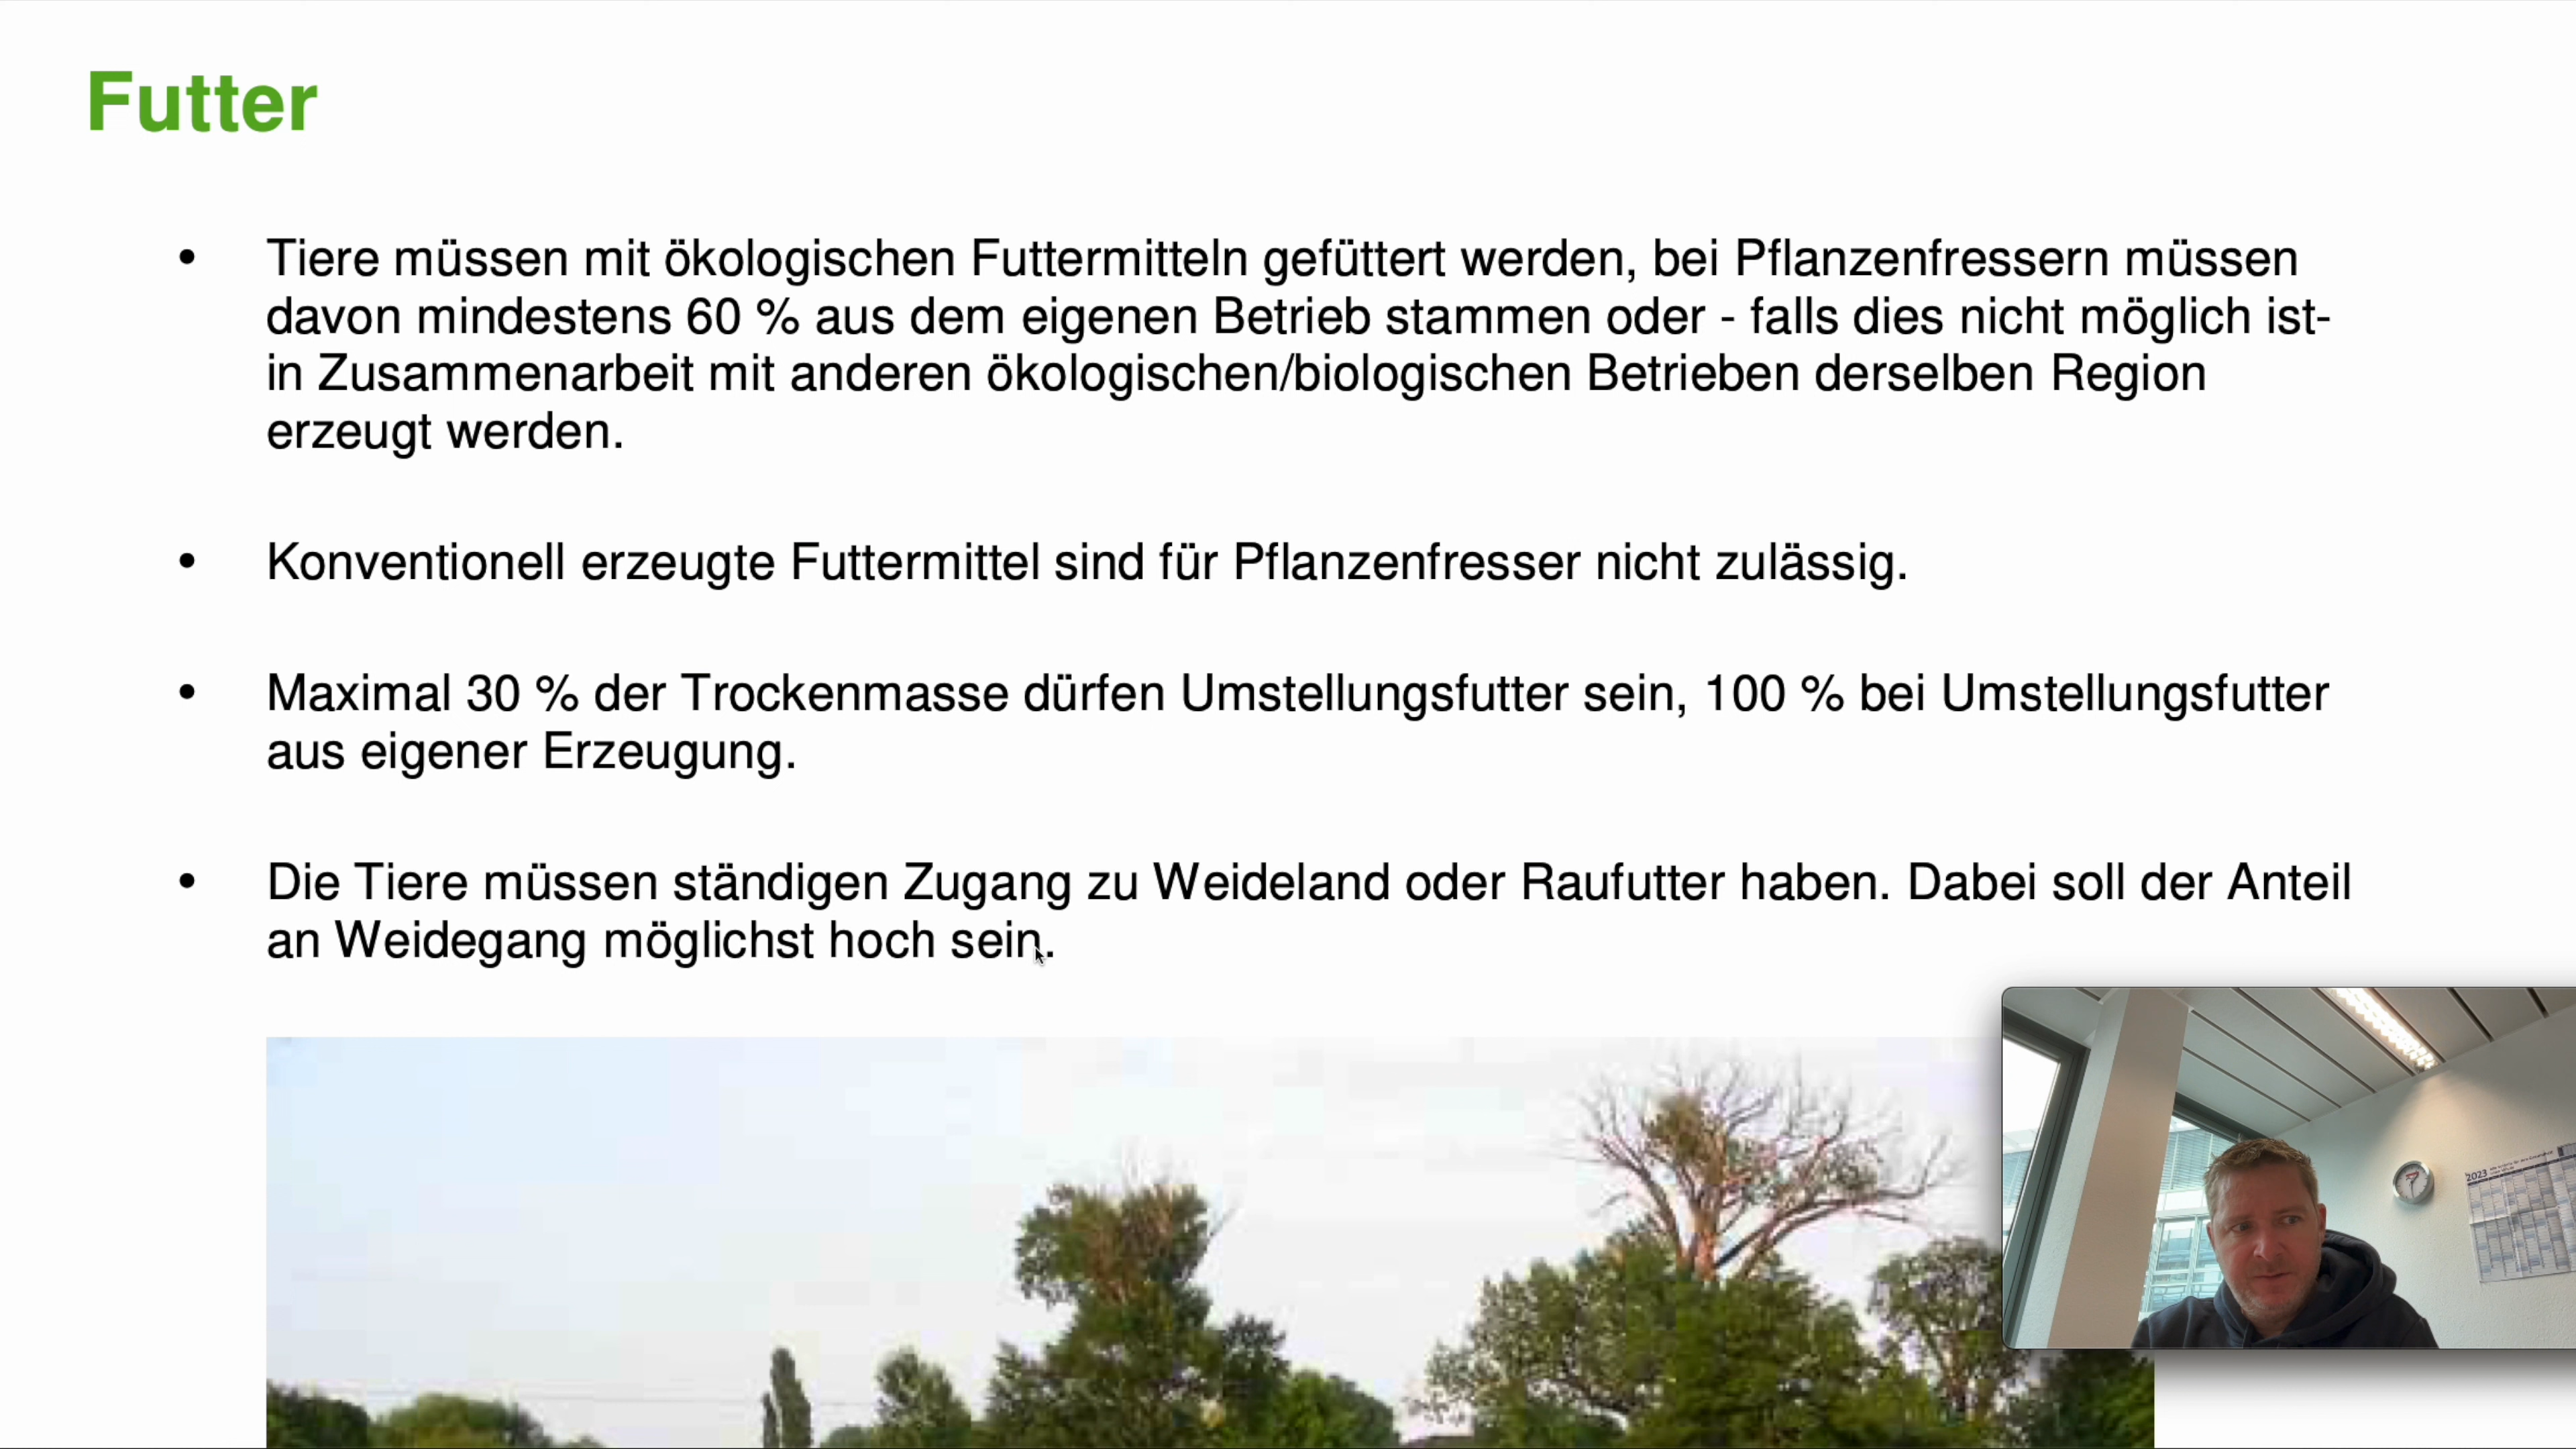 Futter
• Tiere müssen mit ökologischen Futtermitteln gefüttert werden, bei Pflanzenfressern müssen
davon mindestens 60 % aus dem eigenen Betrieb stammen oder - falls dies nicht möglich ist-
in Zusammenarbeit mit anderen ökologischen/biologischen Betrieben derselben Region
erzeugt werden.
• Konventionell erzeugte Futtermittel sind für Pflanzenfresser nicht zulässig.
• Maximal 30 % der Trockenmasse dürfen Umstellungsfutter sein, 100 % bei Umstellungsfutter
aus eigener Erzeugung.
• Die Tiere müssen ständigen Zugang zu Weideland oder Raufutter haben. Dabei soll der Anteil
an Weidegang möglichst hoch sein.
2023